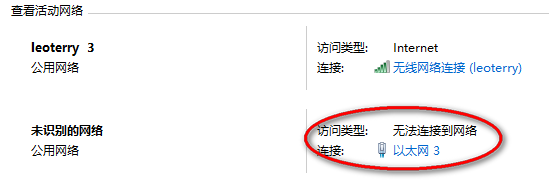 查看活动网络
leoterry 3
公用网络
访问类型: Internet
连接: 无线网络连接 (leoterry)
未识别的网络
公用网络
访问类型: 无法连接到网络
连接: 以太网 3